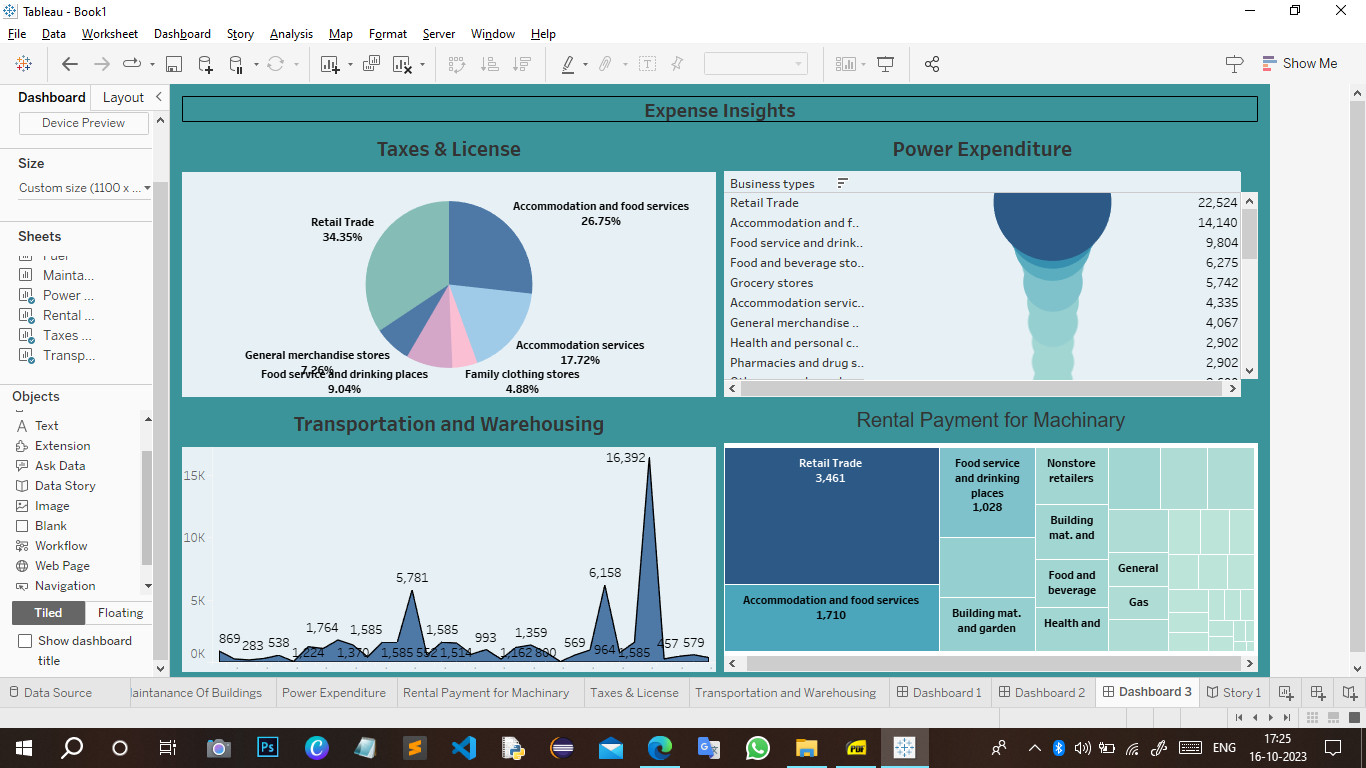 Tableau - Book1
File Data Worksheet Dashboard Story Analysis Map Format Server Window Help
Show Me
Dashboard Layout
Device Preview
Size
Custom size (1100 x ...
Sheets
Fuel
Mainta...
Power ...
Rental ...
Taxes ...
Transp...
Objects
Text
Extension
Ask Data
Data Story
Image
Blank
Workflow
Web Page
Navigation
Tiled Floating
Show dashboard
title
Expense Insights
Taxes & License
Accommodation and food services
26.75%
Retail Trade
34.35%
Accommodation services
17.72%
General merchandise stores
7.26%
Food service and drinking places
9.04%
Family clothing stores
4.88%
Power Expenditure
Business types
Retail Trade 22,524
Accommodation and f.. 14,140
Food service and drink.. 9,804
Food and beverage sto.. 6,275
Grocery stores 5,742
Accommodation servic.. 4,335
General merchandise .. 4,067
Health and personal c.. 2,902
Pharmacies and drug s.. 2,902
Transportation and Warehousing
15K
10K
5K
0K
16,392
5,781
6,158
869 283 538 1,764 1,585 1,585 993 1,359 569 457 579
1,224 1,370 1,585 552 1,514 1,162 800 964 1,585
Rental Payment for Machinary
Retail Trade
3,461
Accommodation and food services
1,710
Food service
and drinking
places
1,028
Building mat.
and garden
Nonstore
retailers
Building
mat. and
Food and
beverage
Health and
General
Gas
Data Source
aintanance Of Buildings
Power Expenditure
Rental Payment for Machinary
Taxes & License
Transportation and Warehousing
Dashboard 1
Dashboard 2
Dashboard 3
Story 1
Ps
PDF
ENG
17:25
16-10-2023